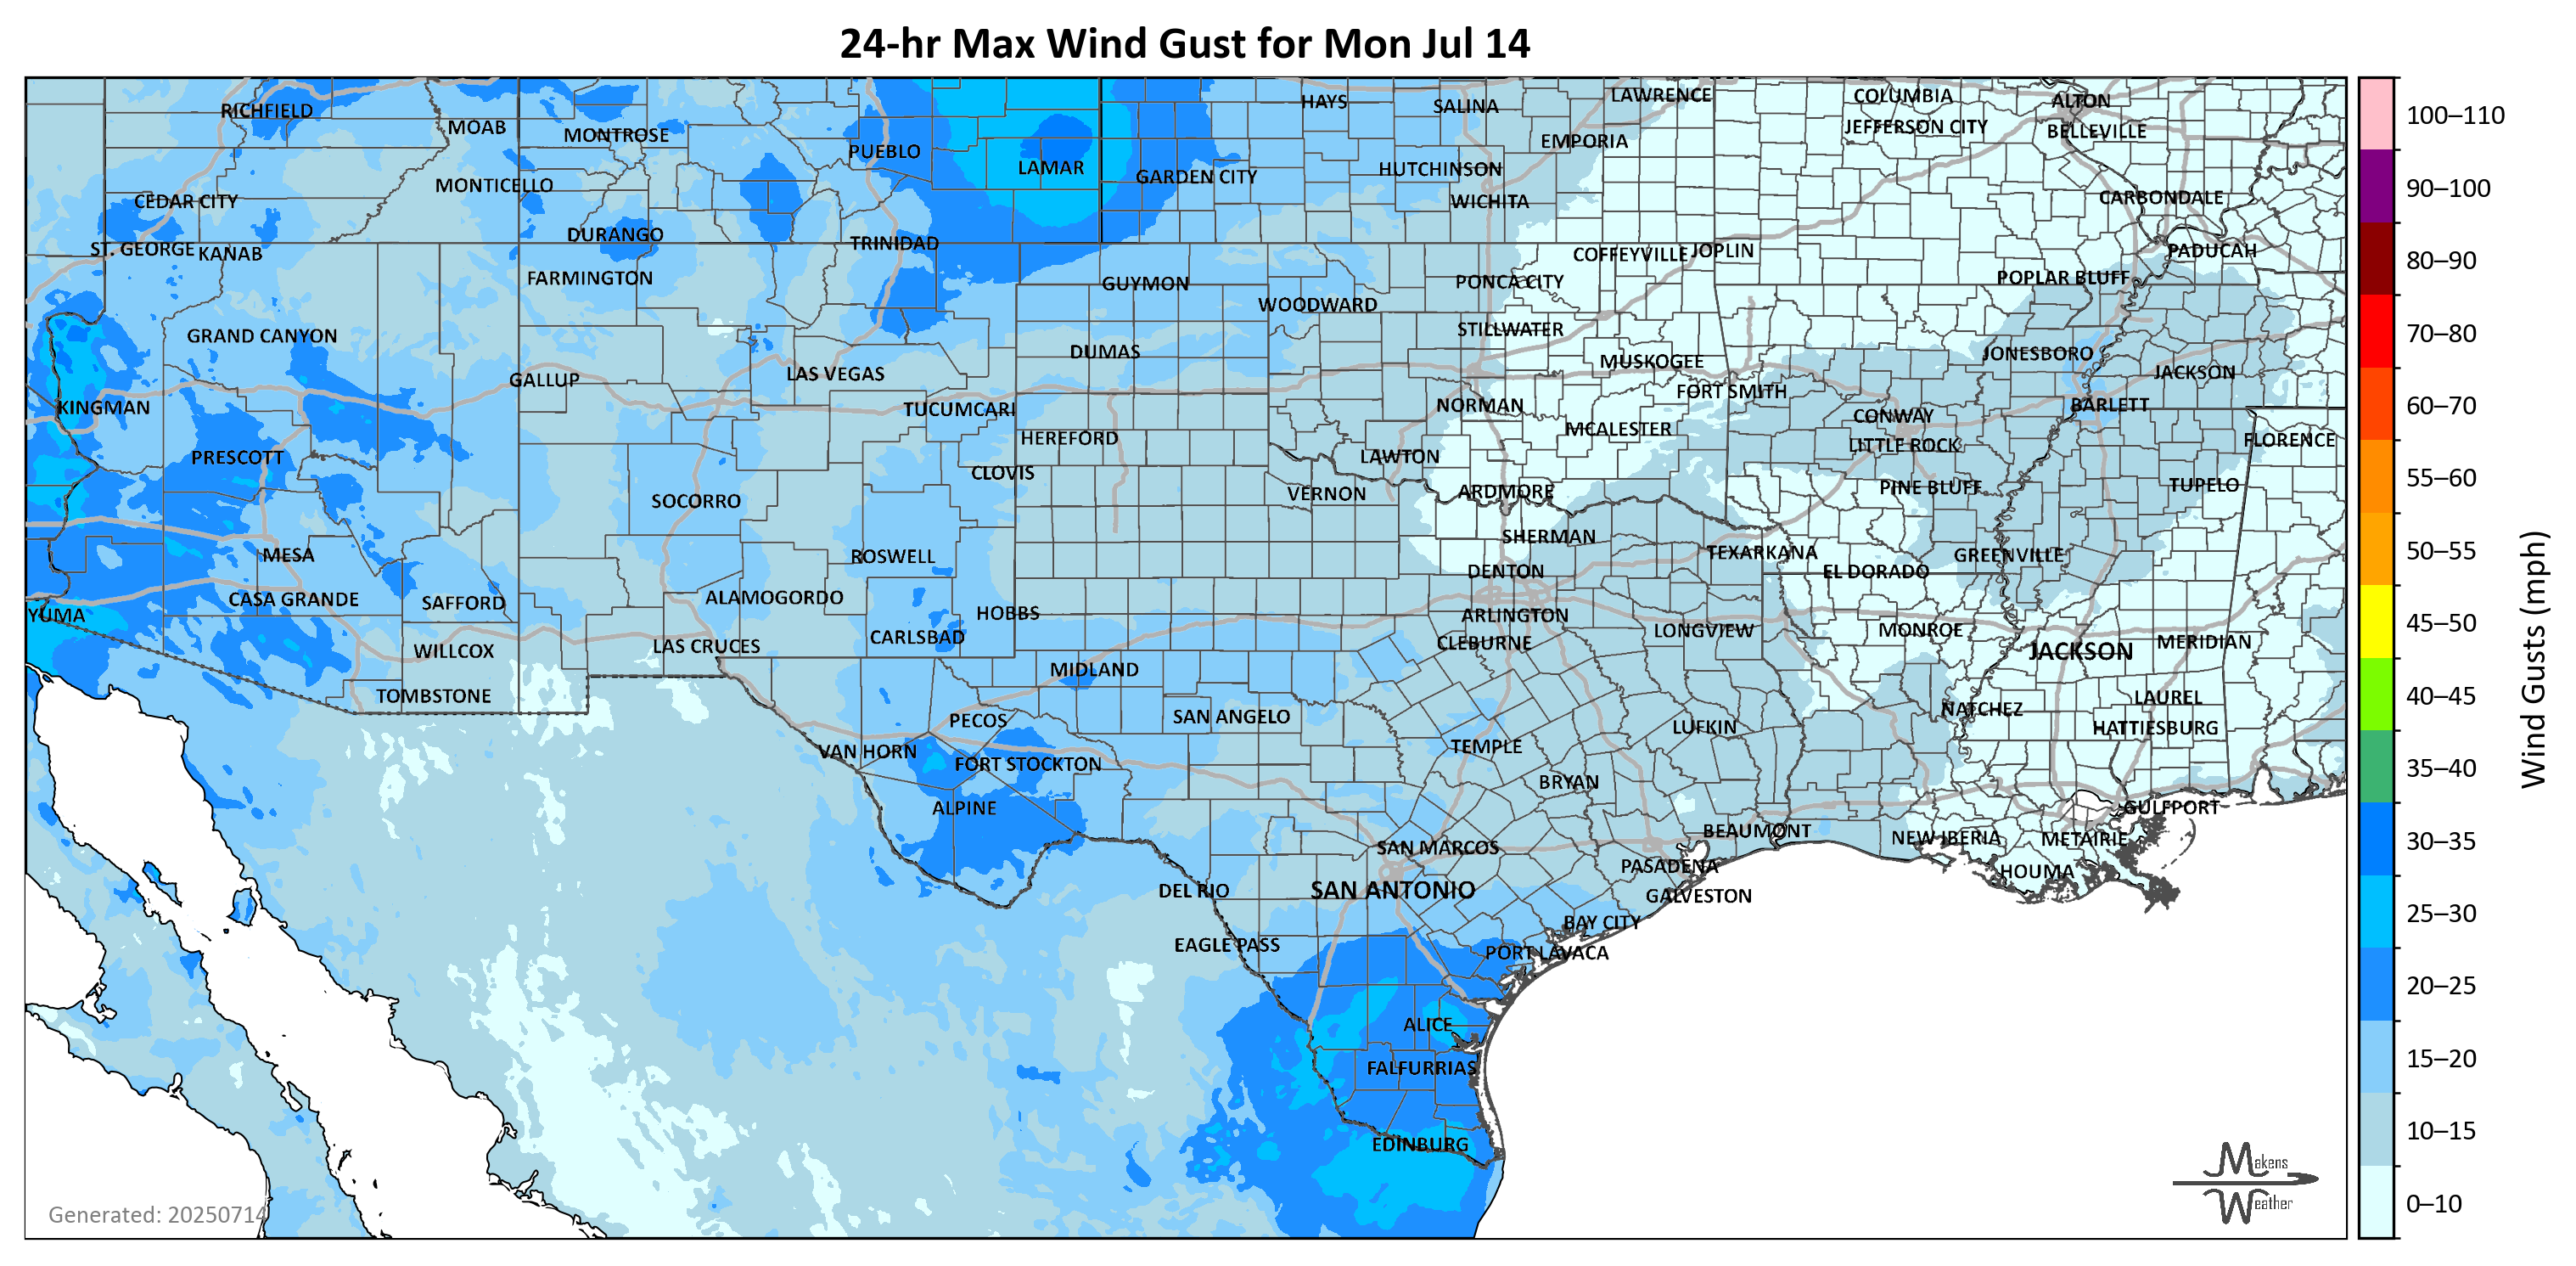 24-hr Max Wind Gust for Mon Jul 14
RICHFIELD
MOAB
MONTROSE
PUEBLO
LAMAR
GARDEN CITY
HAYS
SALINA
LAWRENCE
EMPORIA
HUTCHINSON
WICHITA
COLUMBIA
JEFFERSON CITY
ALTON
BELLEVILLE
CARBONDALE
CEDAR CITY
MONTICELLO
ST. GEORGE
KANAB
DURANGO
TRINIDAD
FARMINGTON
GUYMON
WOODWARD
PONCA CITY
COFFEYVILLE
JOPLIN
POPLAR BLUFF
PADUCAH
GRAND CANYON
STILLWATER
DUMAS
MUSKOGEE
JONESBORO
JACKSON
GALLUP
LAS VEGAS
KINGMAN
TUCUMCARI
NORMAN
FORT SMITH
CONWAY
BARLETT
HEREFORD
MCALESTER
LITTLE ROCK
FLORENCE
PRESCOTT
CLOVIS
LAWTON
SOCORRO
VERNON
ARDMORE
PINE BLUFF
TUPELO
MESA
ROSWELL
SHERMAN
TEXARKANA
GREENVILLE
DENTON
EL DORADO
CASA GRANDE
SAFFORD
ALAMOGORDO
YUMA
HOBBS
ARLINGTON
CARLSBAD
CLEBURNE
LONGVIEW
MONROE
JACKSON
MERIDIAN
WILLCOX
LAS CRUCES
MIDLAND
TOMBSTONE
PECOS
SAN ANGELO
LUFKIN
NATCHEZ
LAUREL
HATTIESBURG
VAN HORN
FORT STOCKTON
TEMPLE
BRYAN
ALPINE
BEAUMONT
NEW IBERIA
METAIRIE
GULFPORT
SAN MARCOS
PASADENA
HOUMA
DEL RIO
SAN ANTONIO
GALVESTON
BAY CITY
EAGLE PASS
PORT LAVACA
ALICE
FALFURRIAS
EDINBURG
Generated: 20250714
Makens
Weather
100–110
90–100
80–90
70–80
60–70
55–60
50–55
45–50
40–45
35–40
30–35
25–30
20–25
15–20
10–15
0–10
Wind Gusts (mph)